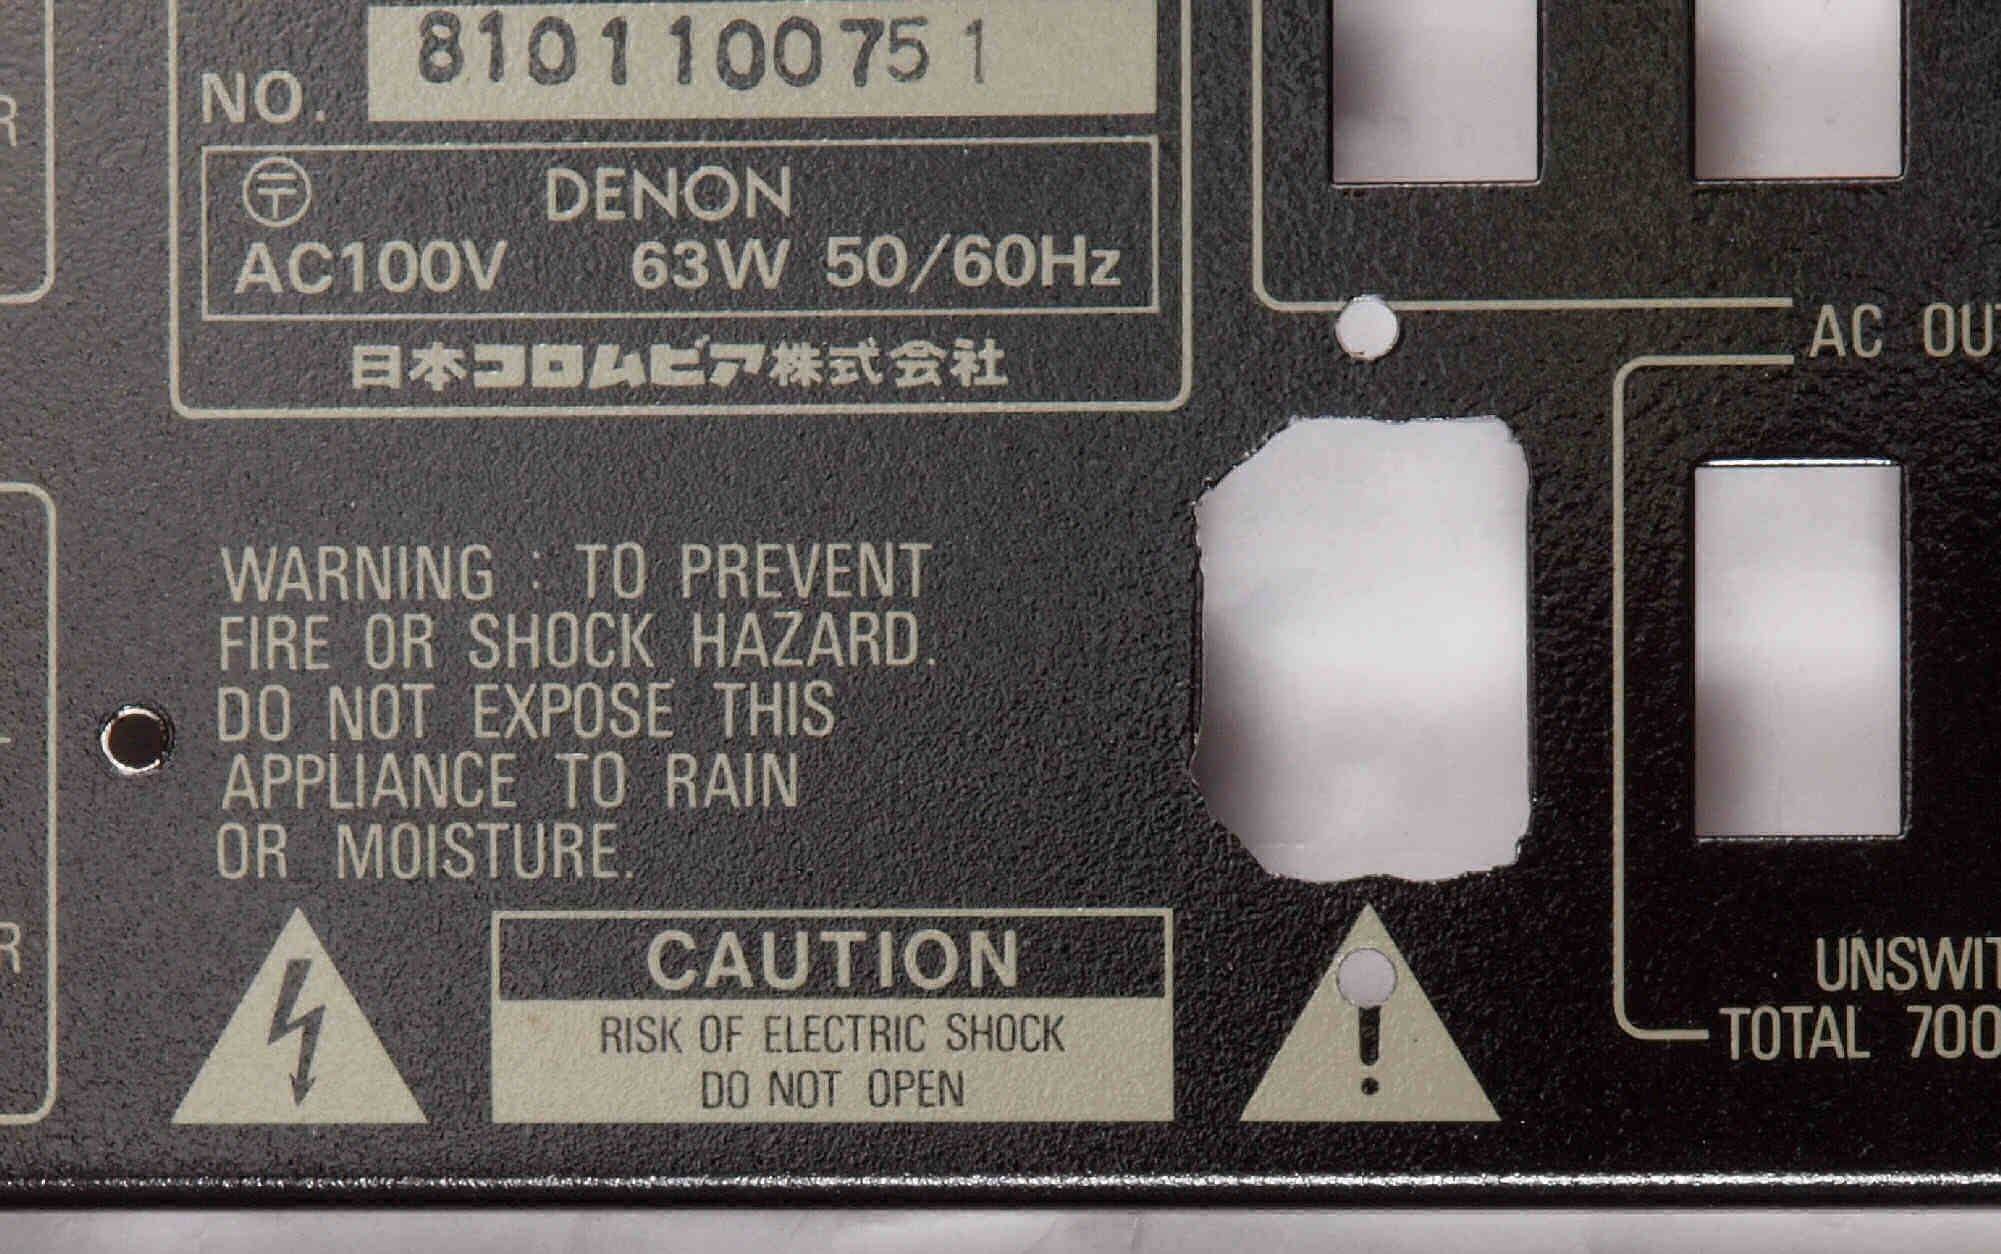 NO. 8101100751
〒 DENON
AC100V 63W 50/60Hz
日本コロムビア株式会社
AC OUT
WARNING : TO PREVENT
FIRE OR SHOCK HAZARD.
DO NOT EXPOSE THIS
APPLIANCE TO RAIN
OR MOISTURE.
CAUTION
RISK OF ELECTRIC SHOCK
DO NOT OPEN
UNSWIT
TOTAL 700
R
R